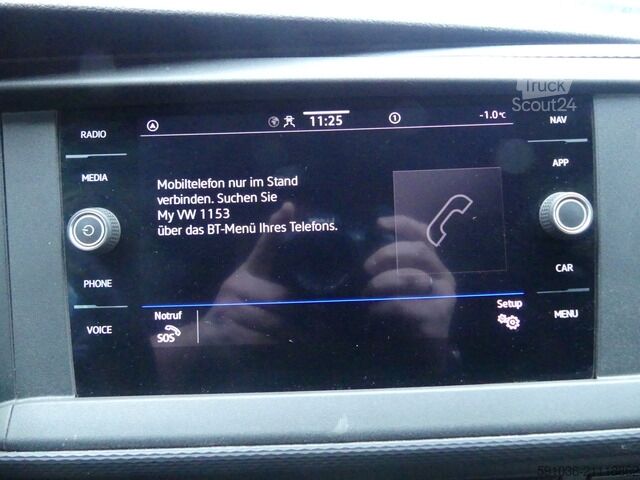 Truck
Scout24
RADIO
MEDIA
PHONE
VOICE
11:25
1
-1.0°C
Mobiltelefon nur im Stand
verbinden. Suchen Sie
My VW 1153
über das BT-Menü Ihres Telefons.
Notruf
SOS
Setup
NAV
APP
CAR
MENU